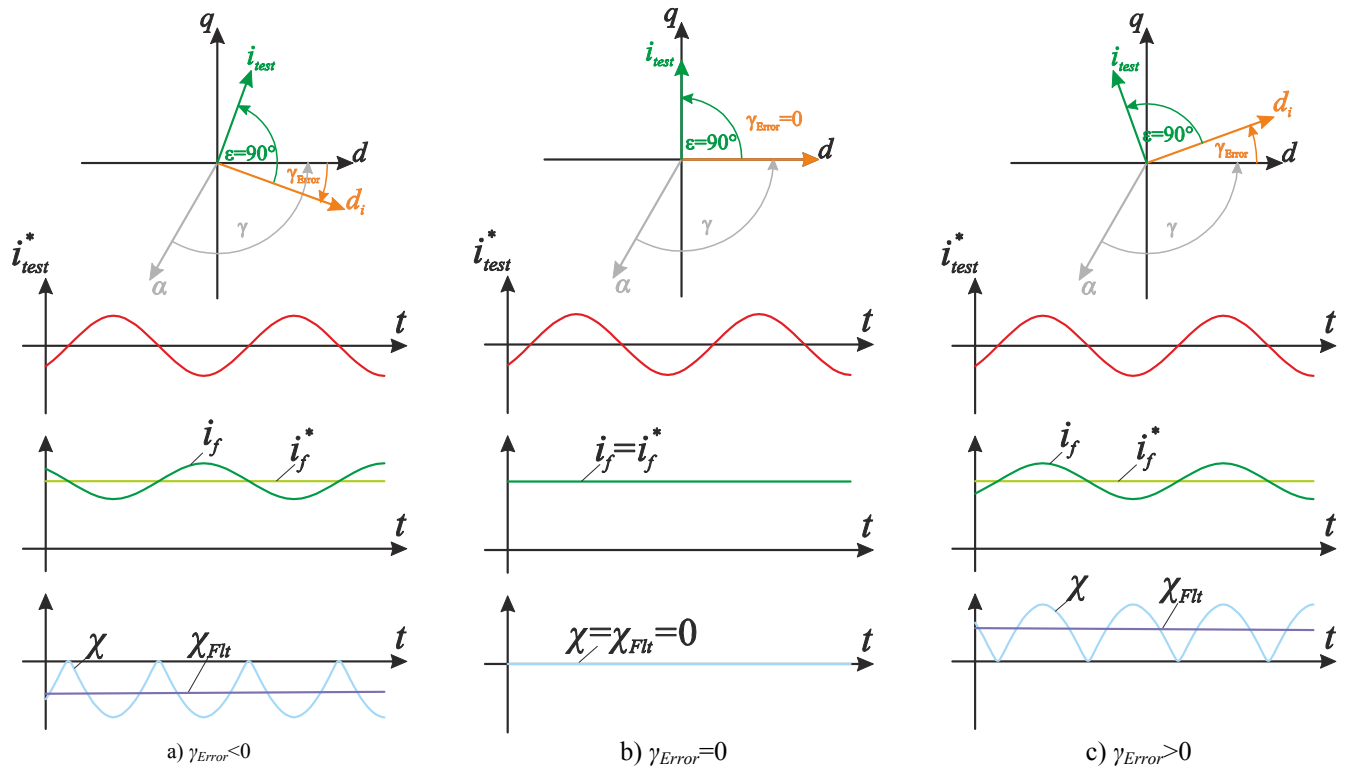 q
i_test
ε=90°
d
γ_Error
d_i
γ
α
i*_test
t
i_f
i*_f
t
χ
χ_Flt
t
a) γ_Error<0
q
i_test
γ_Error=0
ε=90°
d
γ
α
i*_test
t
i_f=i*_f
t
χ=χ_Flt=0
t
b) γ_Error=0
q
i_test
d_i
ε=90°
γ_Error
d
γ
α
i*_test
t
i_f
i*_f
t
χ
χ_Flt
t
c) γ_Error>0